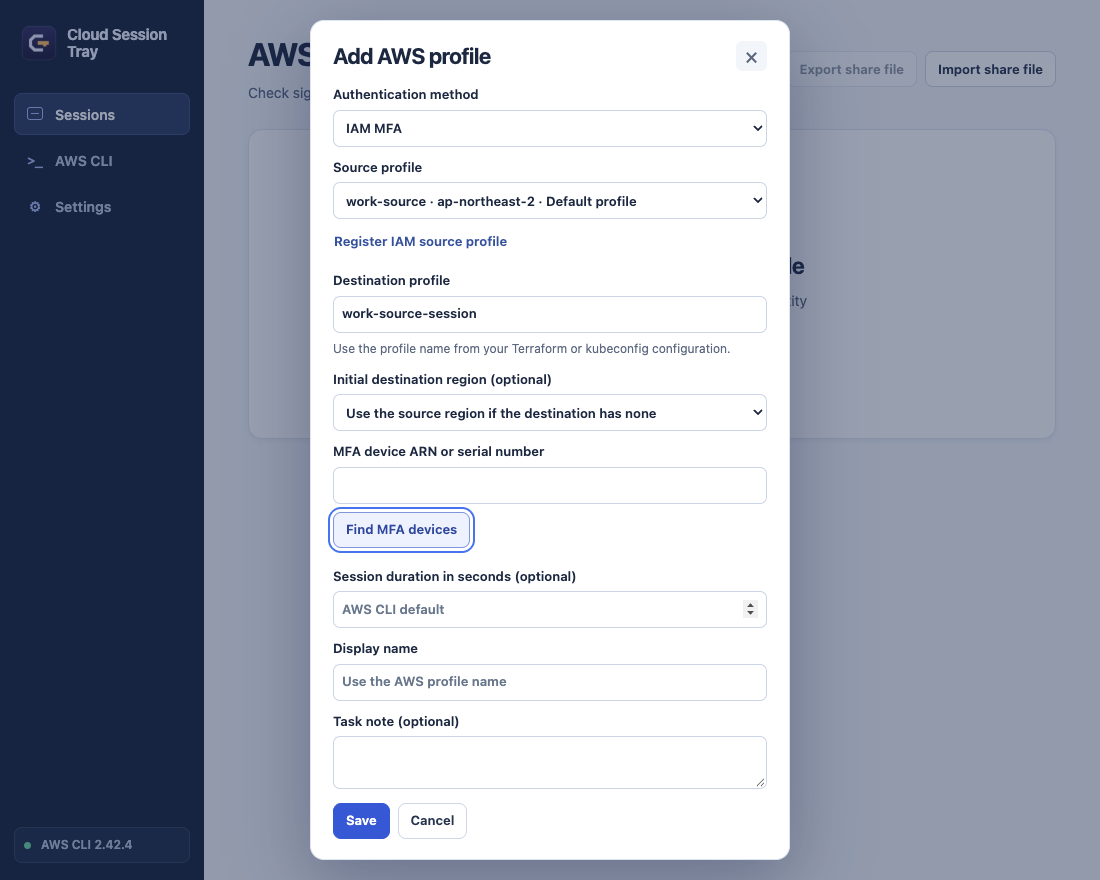 Cloud Session
Tray
Sessions
>_ AWS CLI
Settings
AWS CLI 2.42.4
AWS
Check sig
Export share file
Import share file
le
ity
Add AWS profile
Authentication method
IAM MFA
Source profile
work-source · ap-northeast-2 · Default profile
Register IAM source profile
Destination profile
work-source-session
Use the profile name from your Terraform or kubeconfig configuration.
Initial destination region (optional)
Use the source region if the destination has none
MFA device ARN or serial number
Find MFA devices
Session duration in seconds (optional)
AWS CLI default
Display name
Use the AWS profile name
Task note (optional)
Save
Cancel